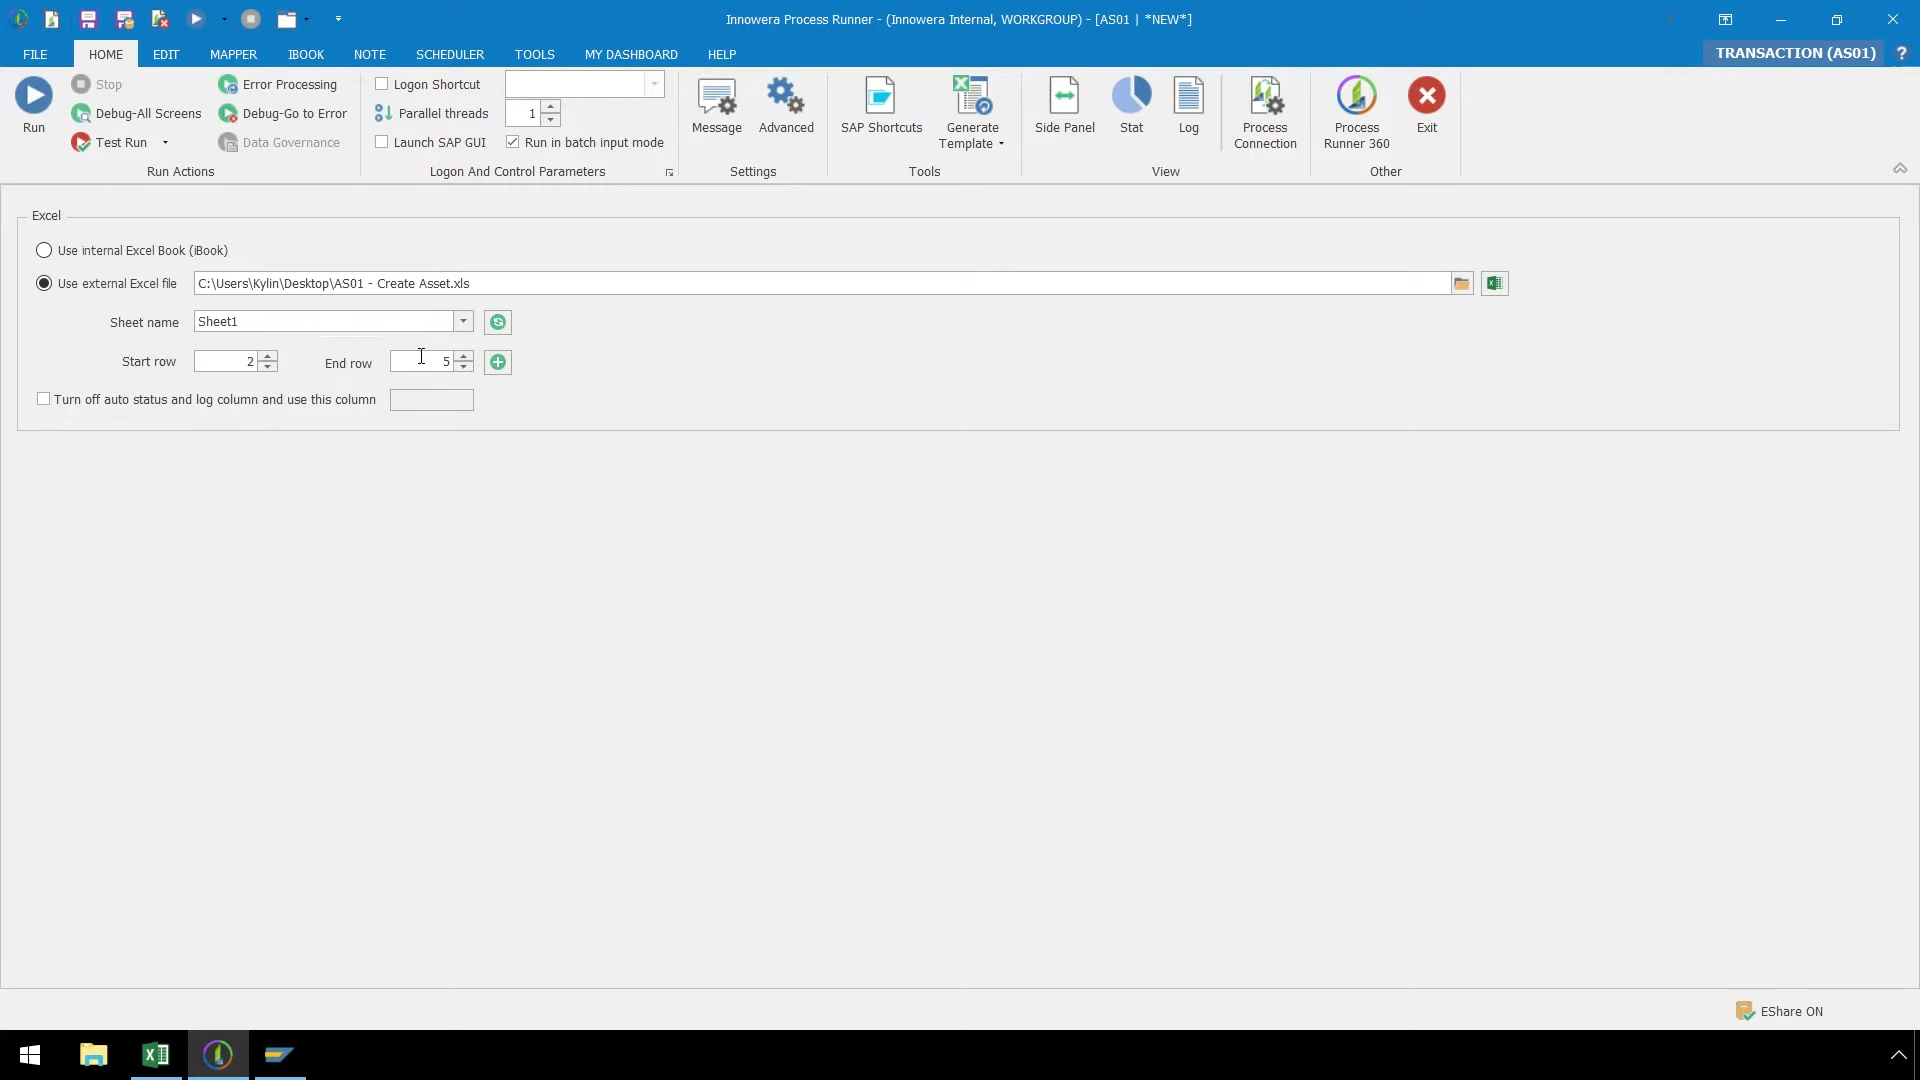 Innowera Process Runner - (Innowera Internal, WORKGROUP) - [AS01 | *NEW*]
FILE HOME EDIT MAPPER IBOOK NOTE SCHEDULER TOOLS MY DASHBOARD HELP TRANSACTION (AS01) ?
Run
Stop
Debug-All Screens
Test Run
Error Processing
Debug-Go to Error
Data Governance
Run Actions
Logon Shortcut
Parallel threads 1
Launch SAP GUI Run in batch input mode
Logon And Control Parameters
Message
Advanced
Settings
SAP Shortcuts
Generate
Template
Tools
Side Panel
Stat
Log
Process
Connection
View
Process
Runner 360
Exit
Other
Excel
Use internal Excel Book (iBook)
Use external Excel file C:\Users\Kylin\Desktop\AS01 - Create Asset.xls
Sheet name Sheet1
Start row 2 End row 5
Turn off auto status and log column and use this column
EShare ON